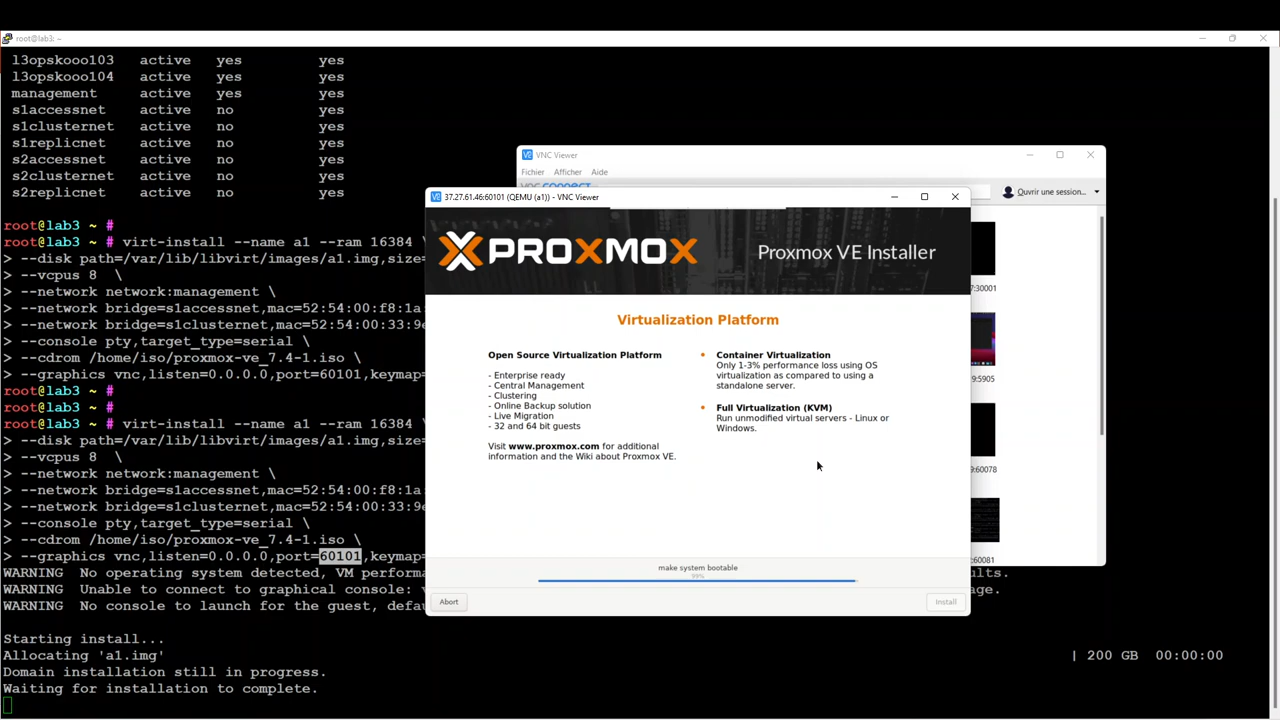 root@lab3: ~
l3opskooo103 active yes yes
l3opskooo104 active yes yes
management active yes yes
s1accessnet active no yes
s1clusternet active no yes
s1replicnet active no yes
s2accessnet active no yes
s2clusternet active no yes
s2replicnet active no yes
root@lab3 ~ #
root@lab3 ~ # virt-install --name a1 --ram 16384 \
> --disk path=/var/lib/libvirt/images/a1.img,size=
> --vcpus 8 \
> --network network:management \
> --network bridge=s1accessnet,mac=52:54:00:f8:1a:
> --network bridge=s1clusternet,mac=52:54:00:33:9e
> --console pty,target_type=serial \
> --cdrom /home/iso/proxmox-ve_7.4-1.iso \
> --graphics vnc,listen=0.0.0.0,port=60101,keymap=
root@lab3 ~ #
root@lab3 ~ #
root@lab3 ~ # virt-install --name a1 --ram 16384 \
> --disk path=/var/lib/libvirt/images/a1.img,size=
> --vcpus 8 \
> --network network:management \
> --network bridge=s1accessnet,mac=52:54:00:f8:1a:
> --network bridge=s1clusternet,mac=52:54:00:33:9e
> --console pty,target_type=serial \
> --cdrom /home/iso/proxmox-ve_7.4-1.iso \
> --graphics vnc,listen=0.0.0.0,port=60101,keymap=
WARNING No operating system detected, VM performa
ults.
WARNING Unable to connect to graphical console:
age.
WARNING No console to launch for the guest, defau
Starting install...
Allocating 'a1.img' | 200 GB 00:00:00
Domain installation still in progress.
Waiting for installation to complete.
VNC Viewer
Fichier Afficher Aide
Ouvrir une session...
7:30001
9:5905
9:60078
e:60081
37.27.61.46:60101 (QEMU (a1)) - VNC Viewer
PROXMOX
Proxmox VE Installer
Virtualization Platform
Open Source Virtualization Platform
- Enterprise ready
- Central Management
- Clustering
- Online Backup solution
- Live Migration
- 32 and 64 bit guests
Visit www.proxmox.com for additional
information and the Wiki about Proxmox VE.
Container Virtualization
Only 1-3% performance loss using OS
virtualization as compared to using a
standalone server.
Full Virtualization (KVM)
Run unmodified virtual servers - Linux or
Windows.
make system bootable
99%
Abort
Install